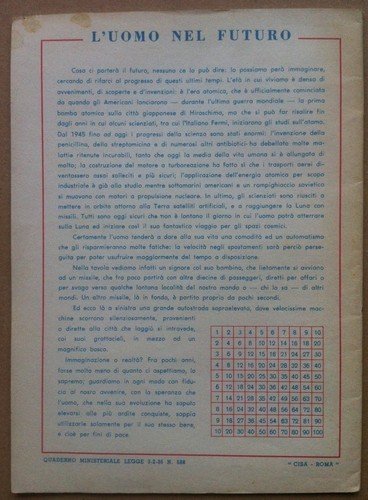 L'UOMO NEL FUTURO
Cosa ci porterà il futuro, nessuno ce lo può dire: lo possiamo però immaginare,
cercando di rifarci al progresso di questi ultimi tempi. L'età in cui viviamo è densa di
avvenimenti, di scoperte e d'invenzioni: è l'era atomica, che è ufficialmente cominciata
da quando gli Americani lanciarono — durante l'ultima guerra mondiale — la prima
bomba atomica sulla città giapponese di Hiroscima, ma che si può far risalire fin
dagli anni in cui alcuni scienziati, tra cui l'italiano Fermi, iniziarono gli studi sull'atomo.
Dal 1945 fino ad oggi i progressi della scienza sono stati enormi: l'invenzione della
penicillina, della streptomicina e di numerosi altri antibiotici ha debellato molte ma-
lattie ritenute incurabili, tanto che oggi la media della vita umana si è allungata di
molto; la costruzione del motore a turboreazione ha fatto sì che i trasporti aerei di-
ventassero assai solleciti e più sicuri; l'applicazione dell'energia atomica per scopo
industriale è già allo studio mentre sottomarini americani e un rompighiaccio sovietico
si muovono con motori a propulsione nucleare. In ultimo, gli scienziati sono riusciti a
mettere in orbita attorno alla Terra satelliti artificiali, e a raggiungere la Luna con
missili. Tutti sono oggi sicuri che non è lontano il giorno in cui l'uomo potrà atterrare
sulla Luna ed iniziare così il suo fantastico viaggio per gli spazi cosmici.
Certamente l'uomo tenderà a dare alla sua vita una comodità ed un automatismo
che gli risparmieranno molte fatiche: la velocità negli spostamenti sarà perciò perse-
guita per poter usufruire maggiormente del tempo a disposizione.
Nella tavola vediamo infatti un signore col suo bambino, che lietamente si avviano
ad un missile, che fra poco partirà con altre diecine di passeggeri, diretti per affari o
per svago verso qualche lontana località del nostro mondo o — chi lo sa — di altri
mondi. Un altro missile, là in fondo, è partito proprio da pochi secondi.
Ed ecco là a sinistra una grande autostrada sopraelevata, dove velocissime mac-
chine scorrono silenziosamente, provenienti
o dirette alla città che laggiù si intravede,
coi suoi grattacieli, in mezzo ad un
magnifico bosco.
Immaginazione o realtà? Fra pochi anni,
forse molto meno di quanto ci aspettiamo, lo
sapremo; guardiamo in ogni modo con fidu-
cia al nostro avvenire, con la speranza che
l'uomo, che nella sua evoluzione ha saputo
elevarsi alle più ardite conquiste, sappia
utilizzarle solamente per il suo stesso bene,
e cioè per fini di pace.
1 2 3 4 5 6 7 8 9 10
2 4 6 8 10 12 14 16 18 20
3 6 9 12 15 18 21 24 27 30
4 8 12 16 20 24 28 32 36 40
5 10 15 20 25 30 35 40 45 50
6 12 18 24 30 36 42 48 54 60
7 14 21 28 35 42 49 56 63 70
8 16 24 32 40 48 56 64 72 80
9 18 27 36 45 54 63 72 81 90
10 20 30 40 50 60 70 80 90 100
QUADERNO MINISTERIALE LEGGE 3-2-36 N. 538
"CISA - ROMA"